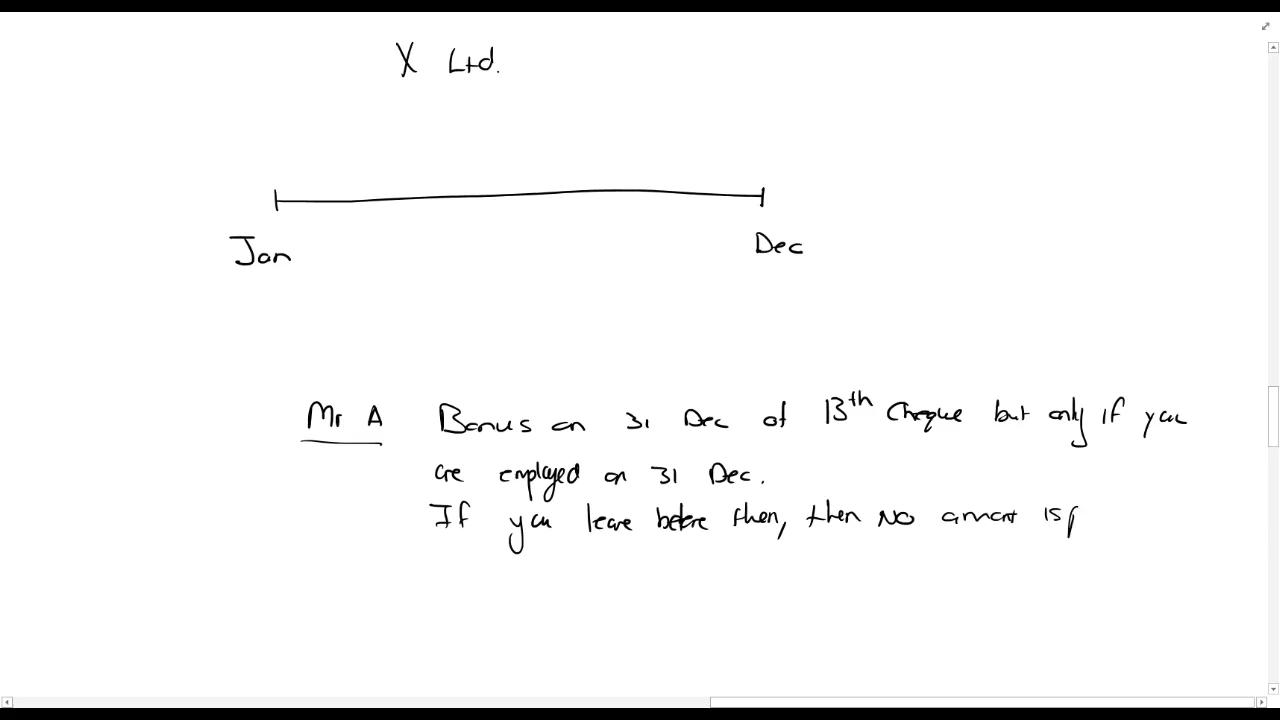 X Ltd.
Jan
Dec
Mr A Bonus on 31 Dec of 13th Cheque but only if you
are employed on 31 Dec.
If you leave before then, then No amount is p